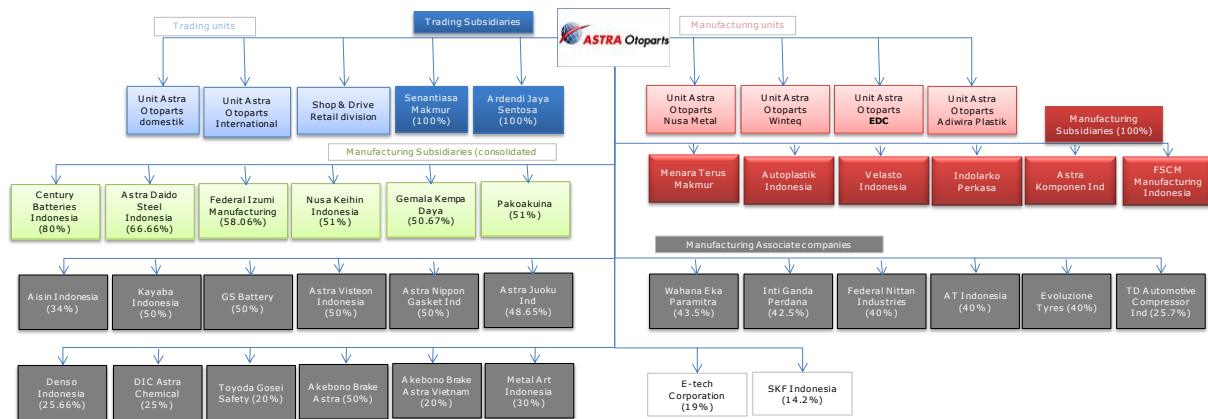 Trading units
Trading Subsidiaries
ASTRA Otoparts
Manufacturing units
Unit Astra
Otoparts
domestik
Unit Astra
Otoparts
International
Shop & Drive
Retail division
Senantiasa
Makmur
(100%)
Ardendi Jaya
Sentosa
(100%)
Unit Astra
Otoparts
Nusa Metal
Unit Astra
Otoparts
Winteq
Unit Astra
Otoparts
EDC
Unit Astra
Otoparts
Adiwira Plastik
Manufacturing
Subsidiaries (100%)
Manufacturing Subsidiaries (consolidated
Menara Terus
Makmur
Autoplastik
Indonesia
Velasto
Indonesia
Indolarko
Perkasa
Astra
Komponen Ind
FSCM
Manufacturing
Indonesia
Century
Batteries
Indonesia
(80%)
Astra Daido
Steel
Indonesia
(66.66%)
Federal Izumi
Manufacturing
(58.06%)
Nusa Keihin
Indonesia
(51%)
Gemala Kempa
Daya
(50.67%)
Pakoakuina
(51%)
Manufacturing Associate companies
Aisin Indonesia
(34%)
Kayaba
Indonesia
(50%)
GS Battery
(50%)
Astra Visteon
Indonesia
(50%)
Astra Nippon
Gasket Ind
(50%)
Astra Juoku
Ind
(48.65%)
Wahana Eka
Paramitra
(43.5%)
Inti Ganda
Perdana
(42.5%)
Federal Nittan
Industries
(40%)
AT Indonesia
(40%)
Evoluzione
Tyres (40%)
TD Automotive
Compressor
Ind (25.7%)
Denso
Indonesia
(25.66%)
DIC Astra
Chemical
(25%)
Toyoda Gosei
Safety (20%)
Akebono Brake
Astra (50%)
Akebono Brake
Astra Vietnam
(20%)
Metal Art
Indonesia
(30%)
E-tech
Corporation
(19%)
SKF Indonesia
(14.2%)